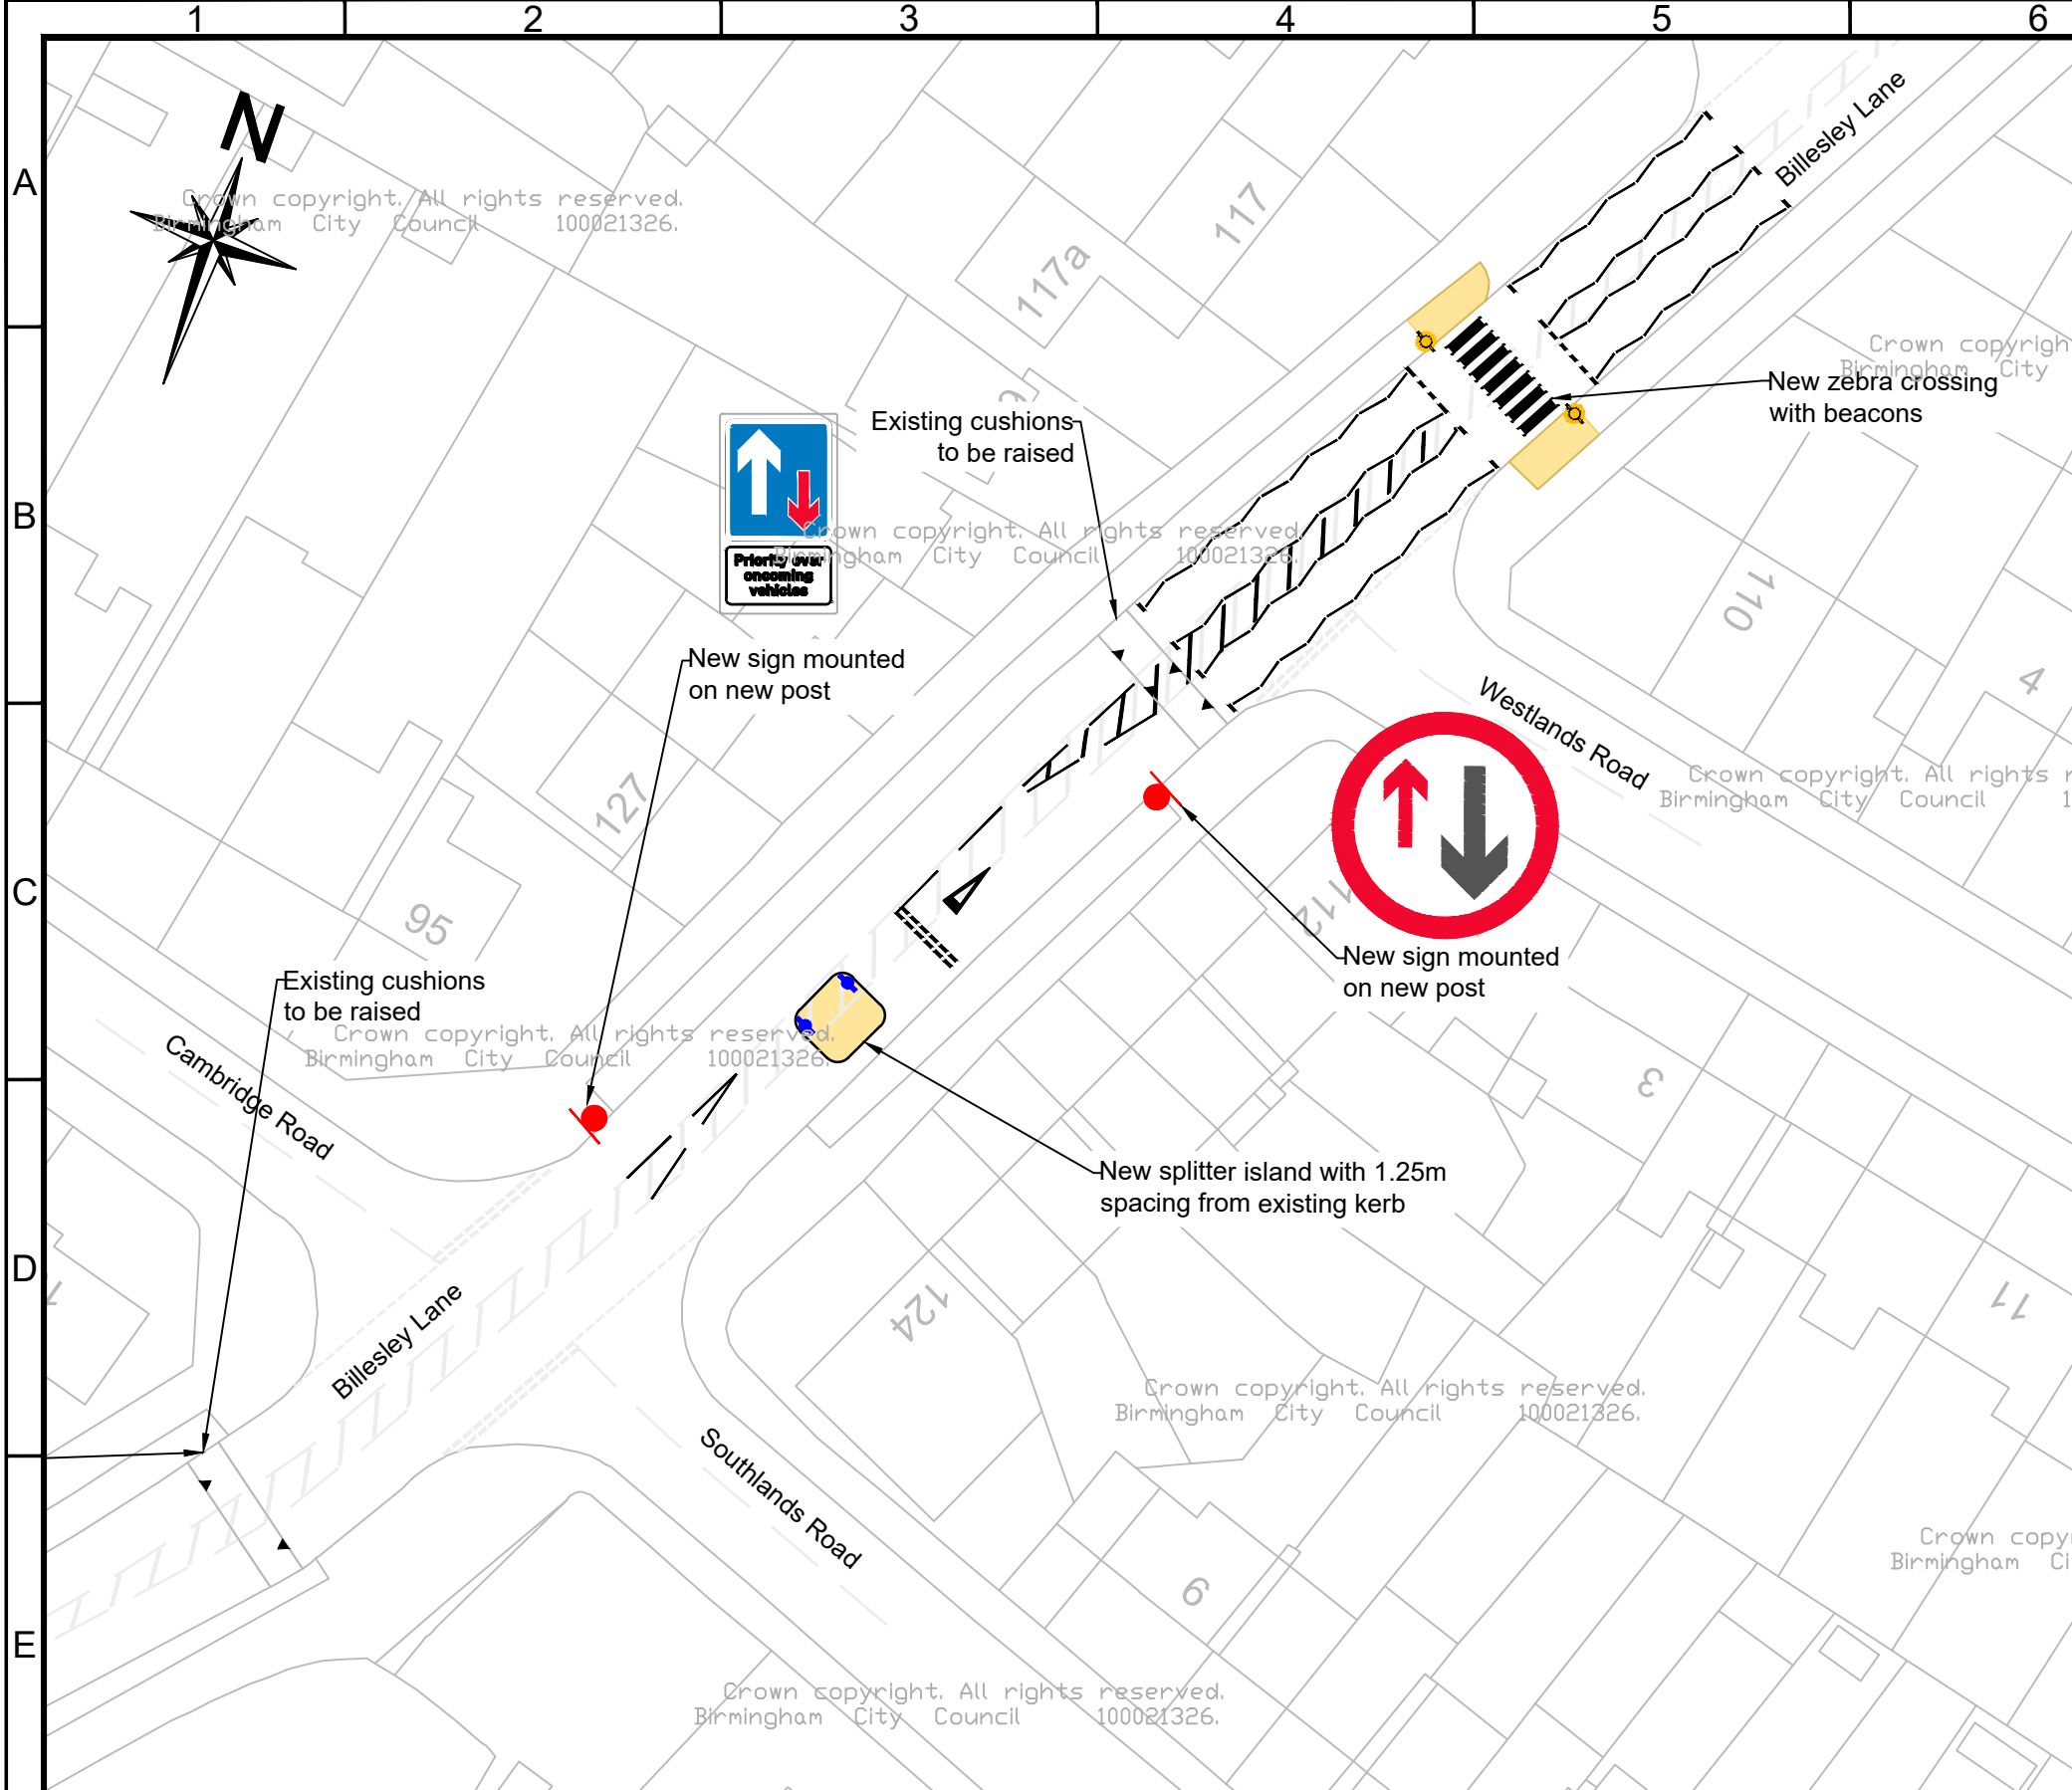 1 2 3 4 5 6
A
B
C
D
E
N
Crown copyright. All rights reserved.
Birmingham City Council 100021326.
117
117a
Billesley Lane
Crown copyrigh
Birmingham City
New zebra crossing
with beacons
Existing cushions
to be raised
9
Crown copyright. All rights reserved.
Birmingham City Council 100021326.
Priority over
oncoming
vehicles
110
4
New sign mounted
on new post
Westlands Road
Crown copyright. All rights r
Birmingham City Council 1
127
95
112
New sign mounted
on new post
Existing cushions
to be raised
Crown copyright. All rights reserved.
Birmingham City Council 100021326.
Cambridge Road
3
New splitter island with 1.25m
spacing from existing kerb
Billesley Lane
124
11
Crown copyright. All rights reserved.
Birmingham City Council 100021326.
Southlands Road
Crown copy
Birmingham Ci
9
Crown copyright. All rights reserved.
Birmingham City Council 100021326.